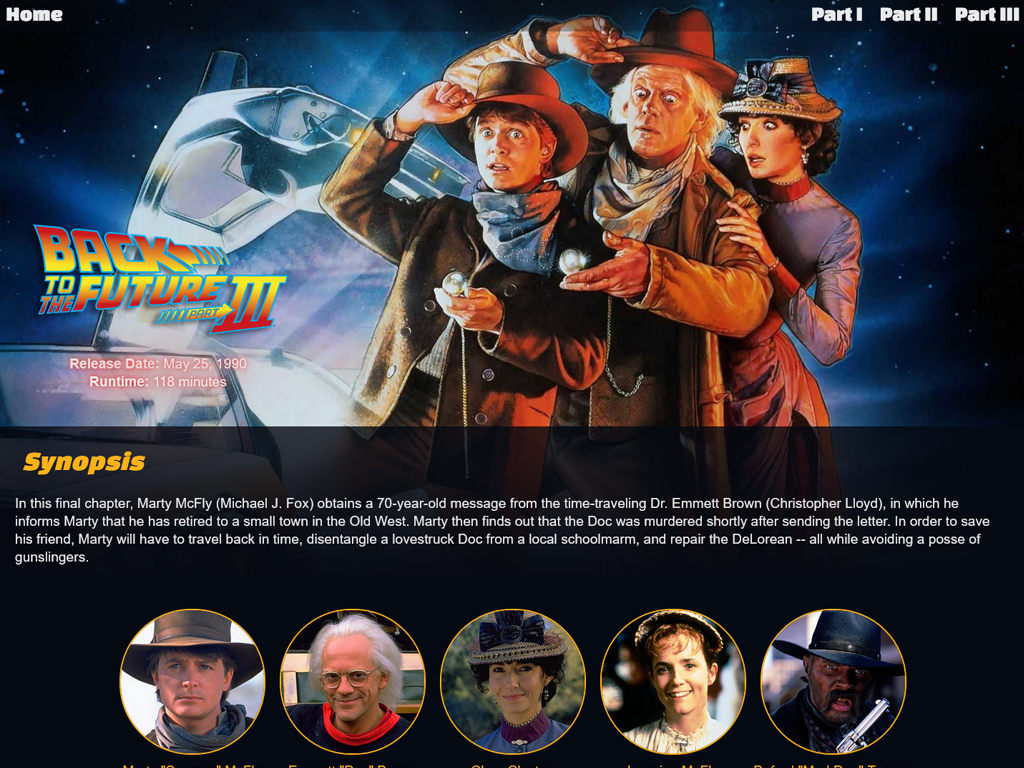 Home
Part I
Part II
Part III
BACK
TO THE FUTURE
PART III
Release Date: May 25, 1990
Runtime: 118 minutes
Synopsis
In this final chapter, Marty McFly (Michael J. Fox) obtains a 70-year-old message from the time-traveling Dr. Emmett Brown (Christopher Lloyd), in which he
informs Marty that he has retired to a small town in the Old West. Marty then finds out that the Doc was murdered shortly after sending the letter. In order to save
his friend, Marty will have to travel back in time, disentangle a lovestruck Doc from a local schoolmarm, and repair the DeLorean -- all while avoiding a posse of
gunslingers.